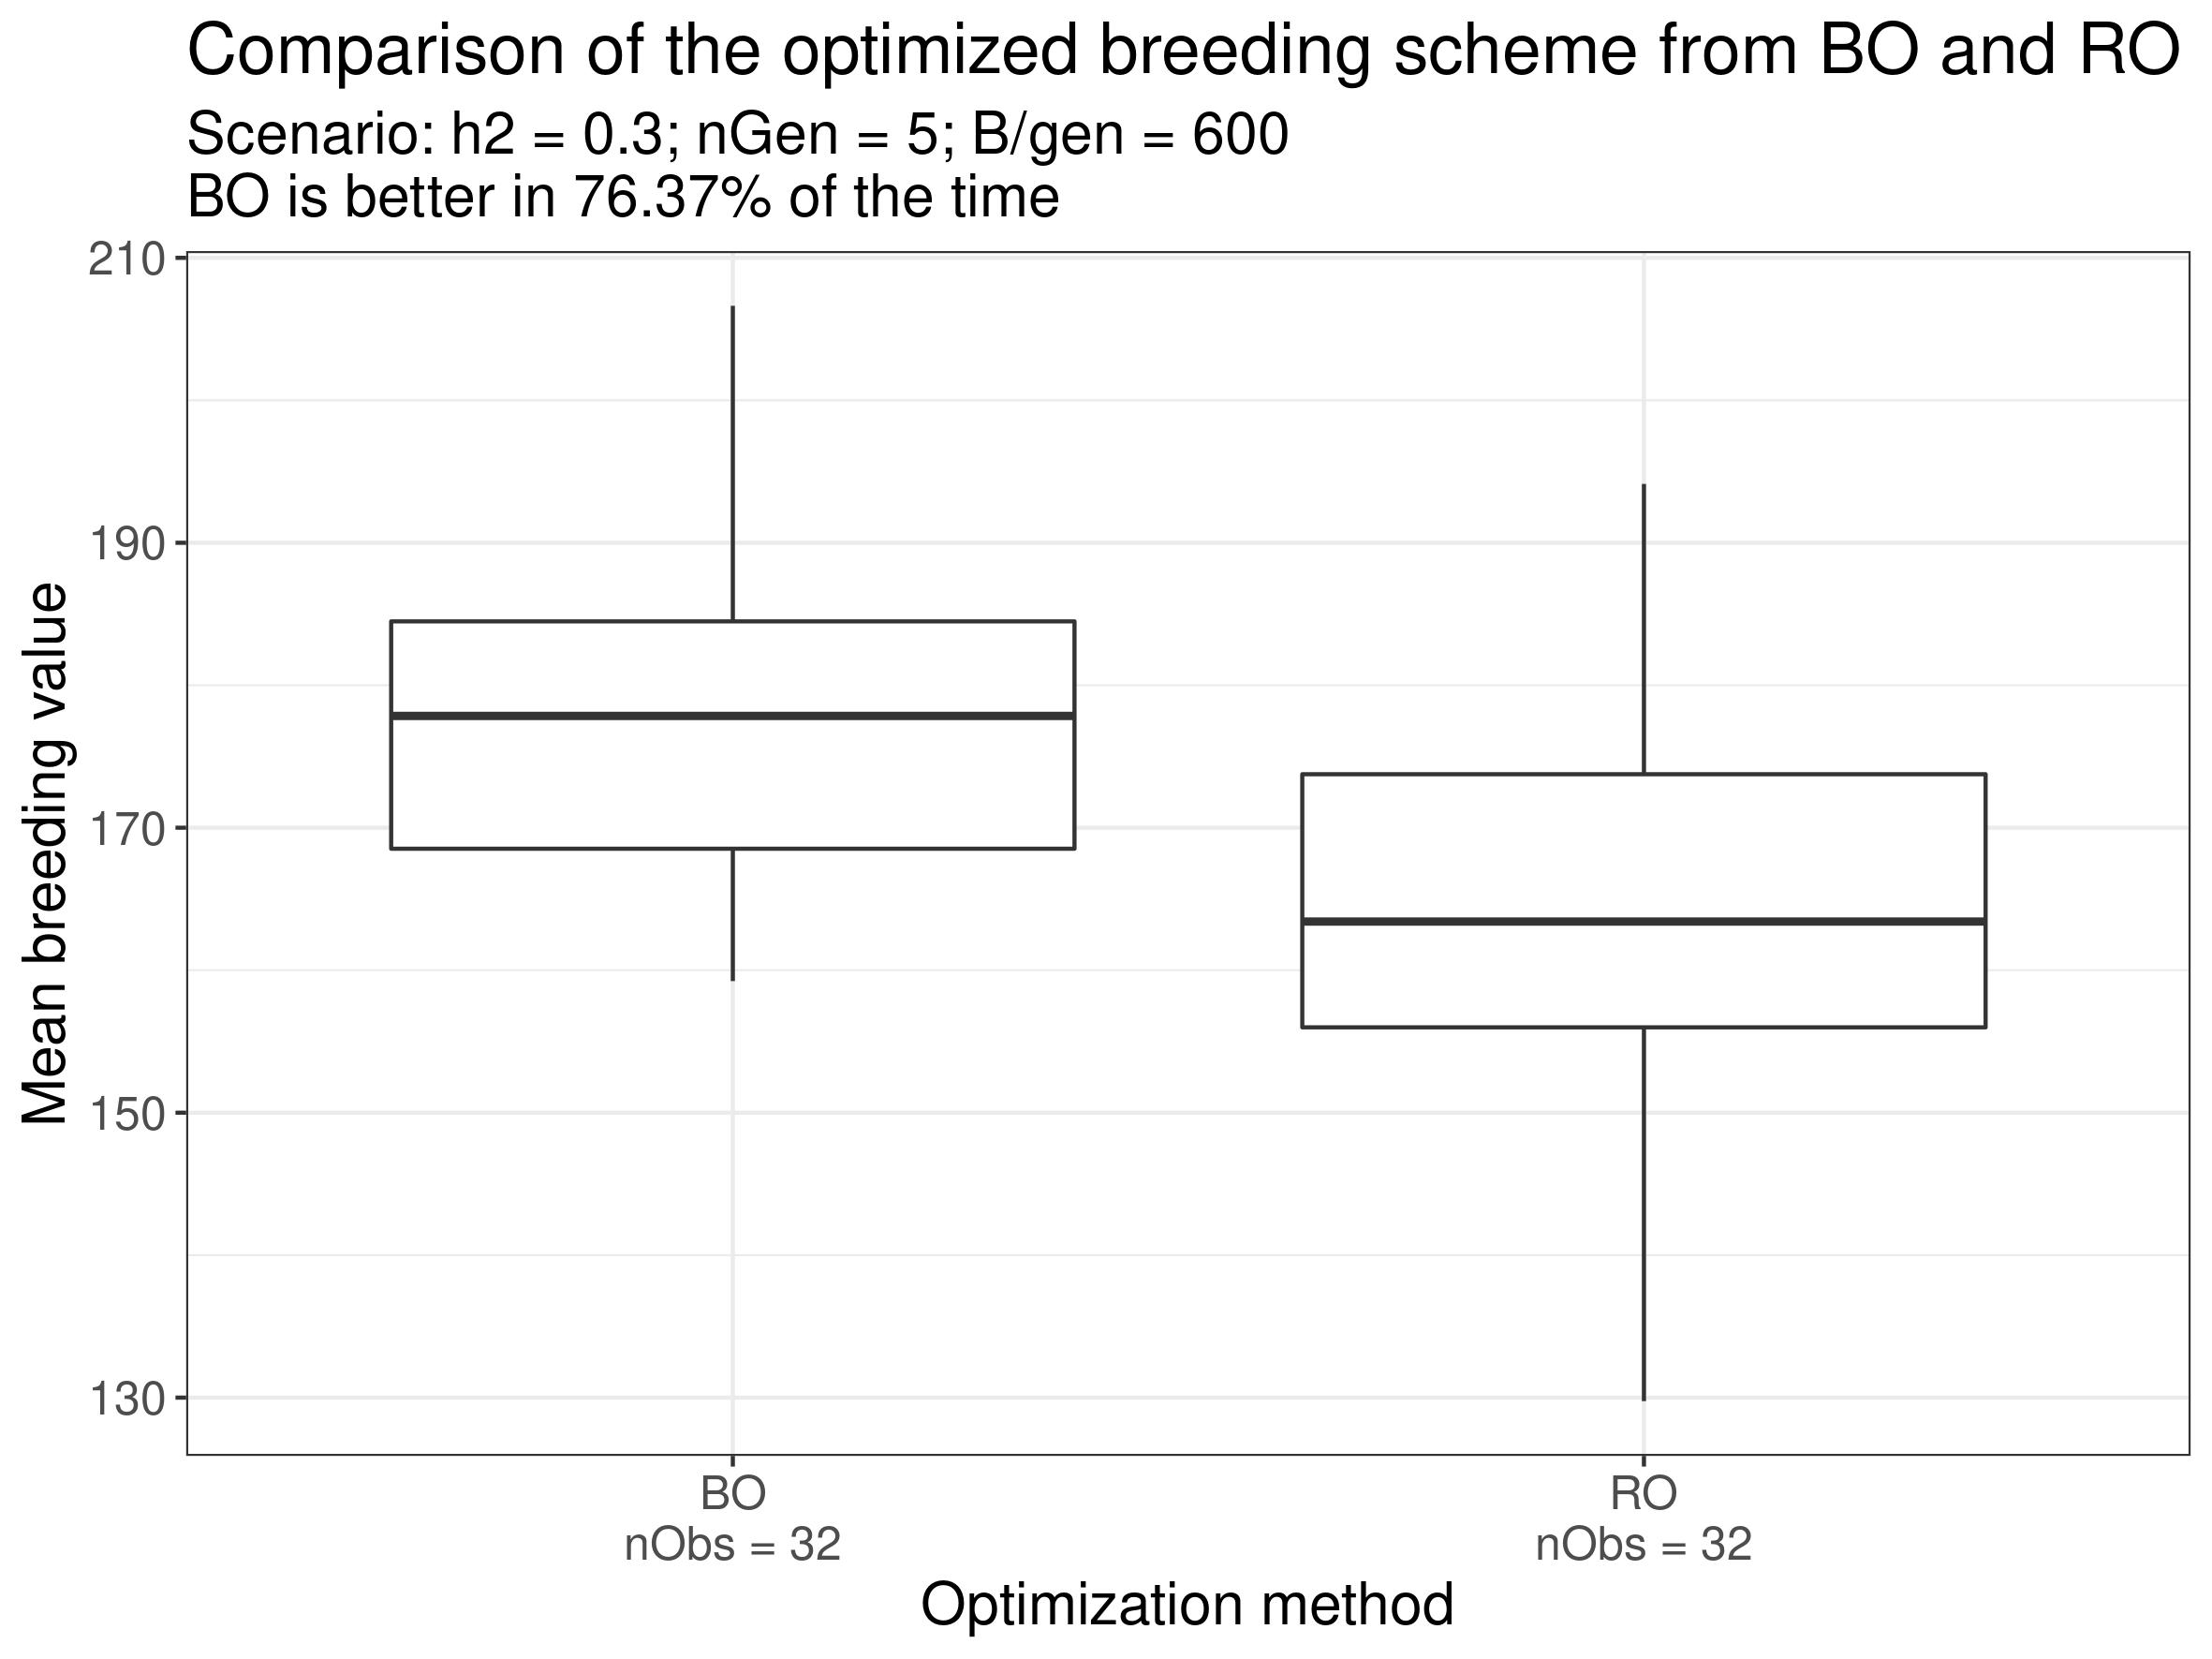 Comparison of the optimized breeding scheme from BO and RO
Scenario: h2 = 0.3; nGen = 5; B/gen = 600
BO is better in 76.37% of the time
210
190
170
150
130
Mean breeding value
BO
nObs = 32
RO
nObs = 32
Optimization method